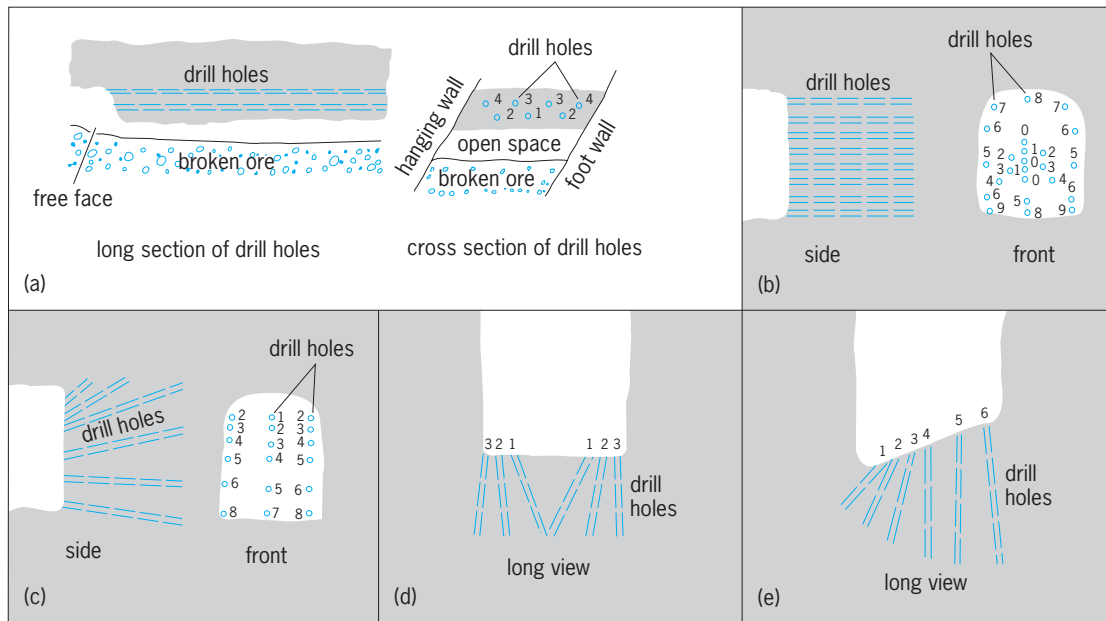 drill holes
broken ore
free face
long section of drill holes
drill holes
4 3 3 4
2 1 2
hanging wall
open space
broken ore
foot wall
cross section of drill holes
(a)
drill holes
drill holes
8
7 7
6 0 6
1
5 2 2 5
0
3 1 3
4 0 4
6 6
5
9 8 9
side
front
(b)
drill holes
side
drill holes
2 1 2
3 2 3
4 3 4
5 4 5
6 5 6
8 7 8
front
(c)
3 2 1 1 2 3
drill
holes
long view
(d)
1 2 3 4 5 6
drill
holes
long view
(e)